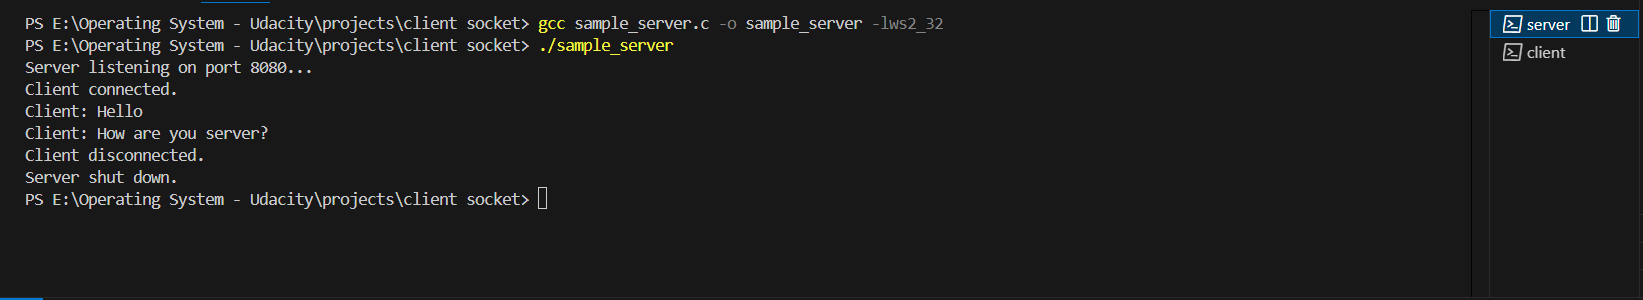 PS E:\Operating System - Udacity\projects\client socket> gcc sample_server.c -o sample_server -lws2_32
PS E:\Operating System - Udacity\projects\client socket> ./sample_server
Server listening on port 8080...
Client connected.
Client: Hello
Client: How are you server?
Client disconnected.
Server shut down.
PS E:\Operating System - Udacity\projects\client socket>
server
client